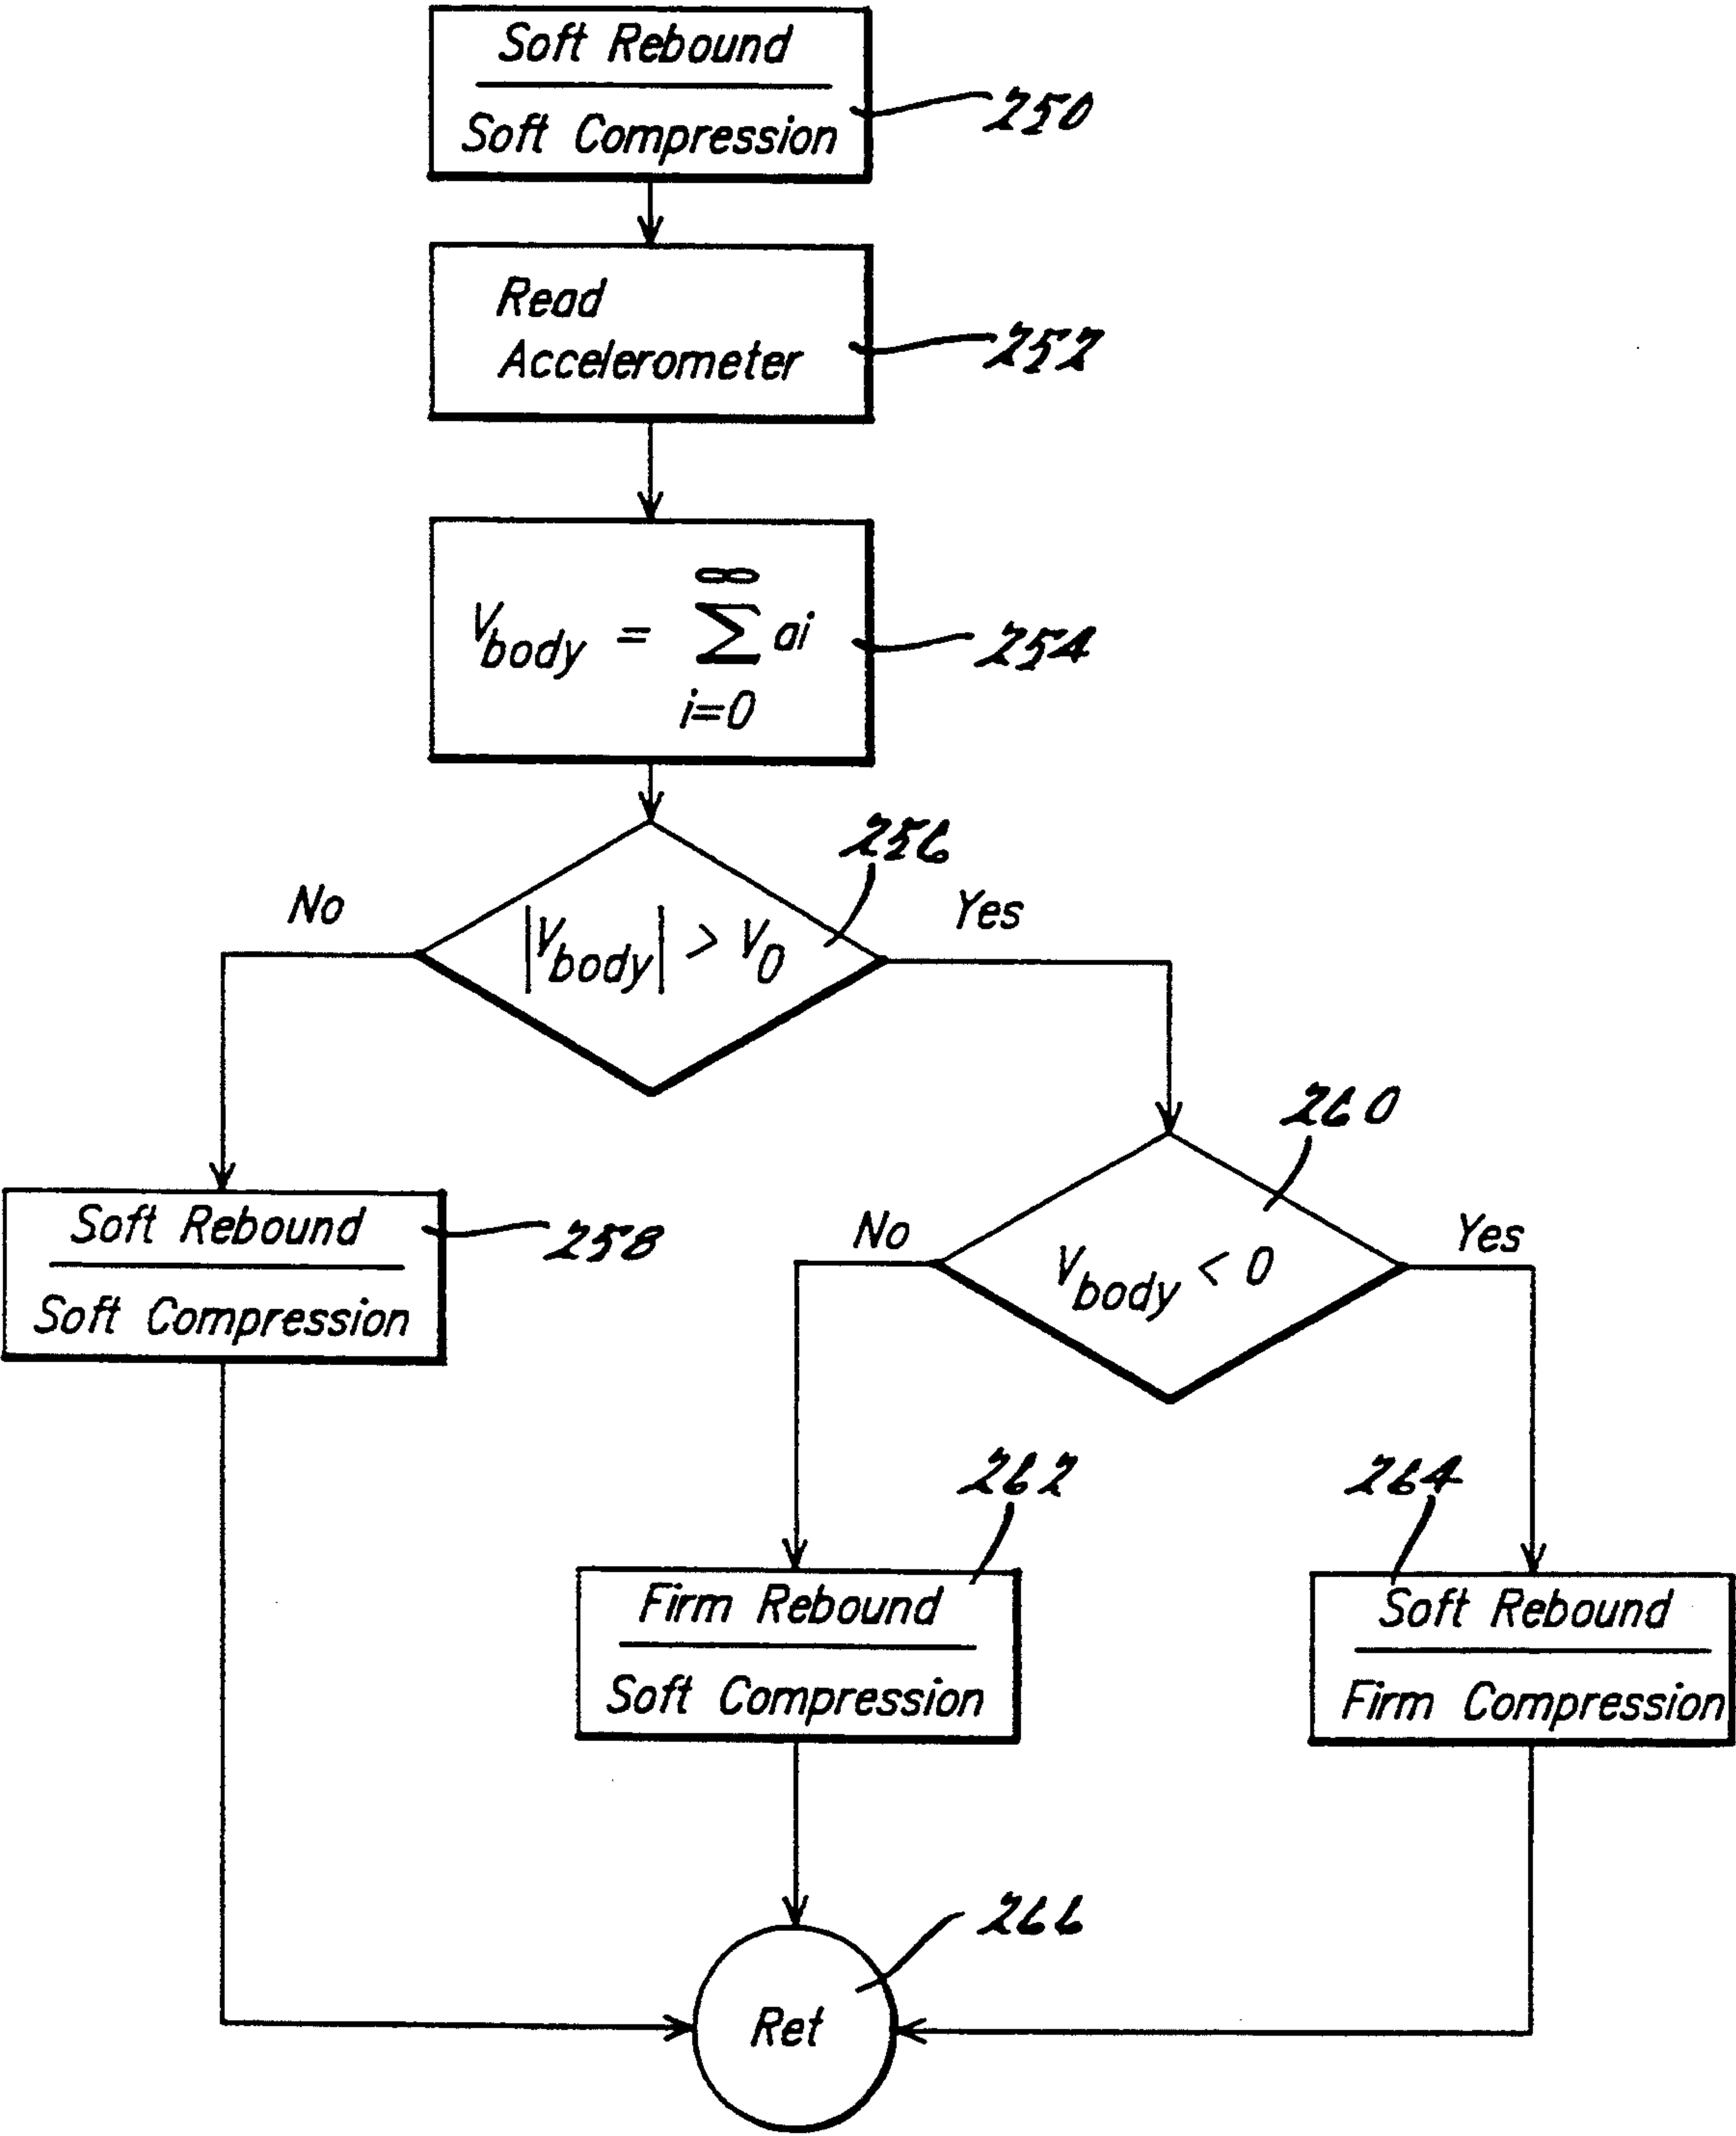 Soft Rebound
Soft Compression
250
Read
Accelerometer
252
∞
V_body = Σ ai
i=0
254
256
No
Yes
|V_body| > V_0
260
Soft Rebound
Soft Compression
258
No
Yes
V_body < 0
262
264
Firm Rebound
Soft Compression
Soft Rebound
Firm Compression
266
Ret